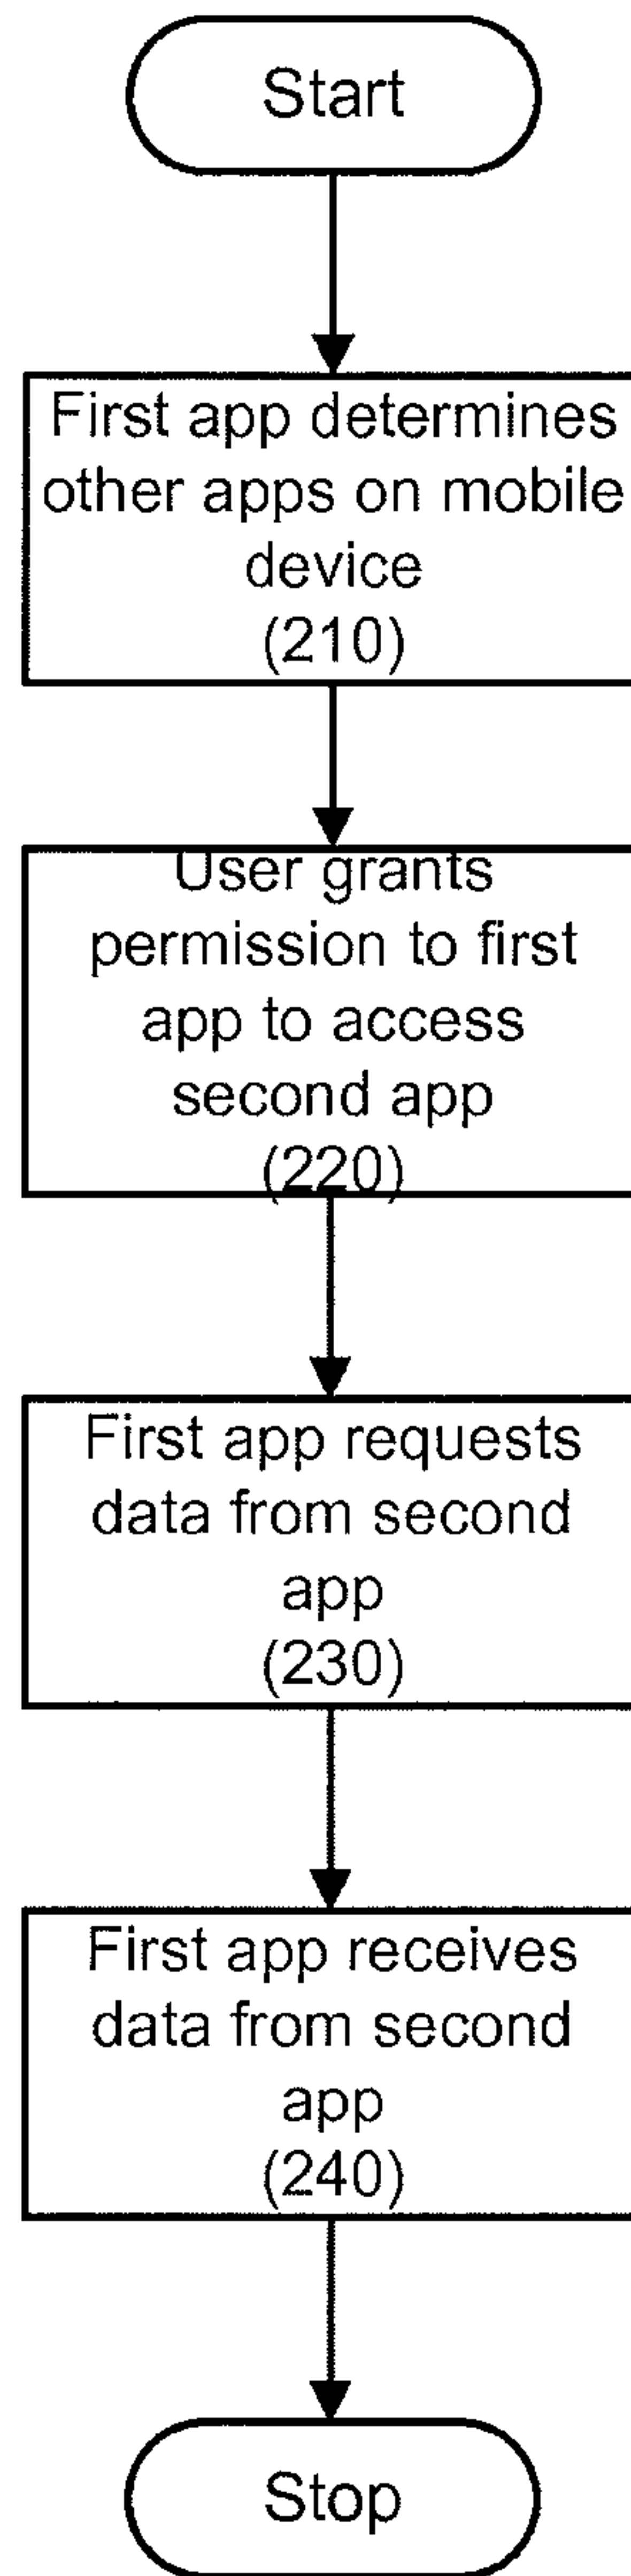 Start
First app determines
other apps on mobile
device
(210)
User grants
permission to first
app to access
second app
(220)
First app requests
data from second
app
(230)
First app receives
data from second
app
(240)
Stop